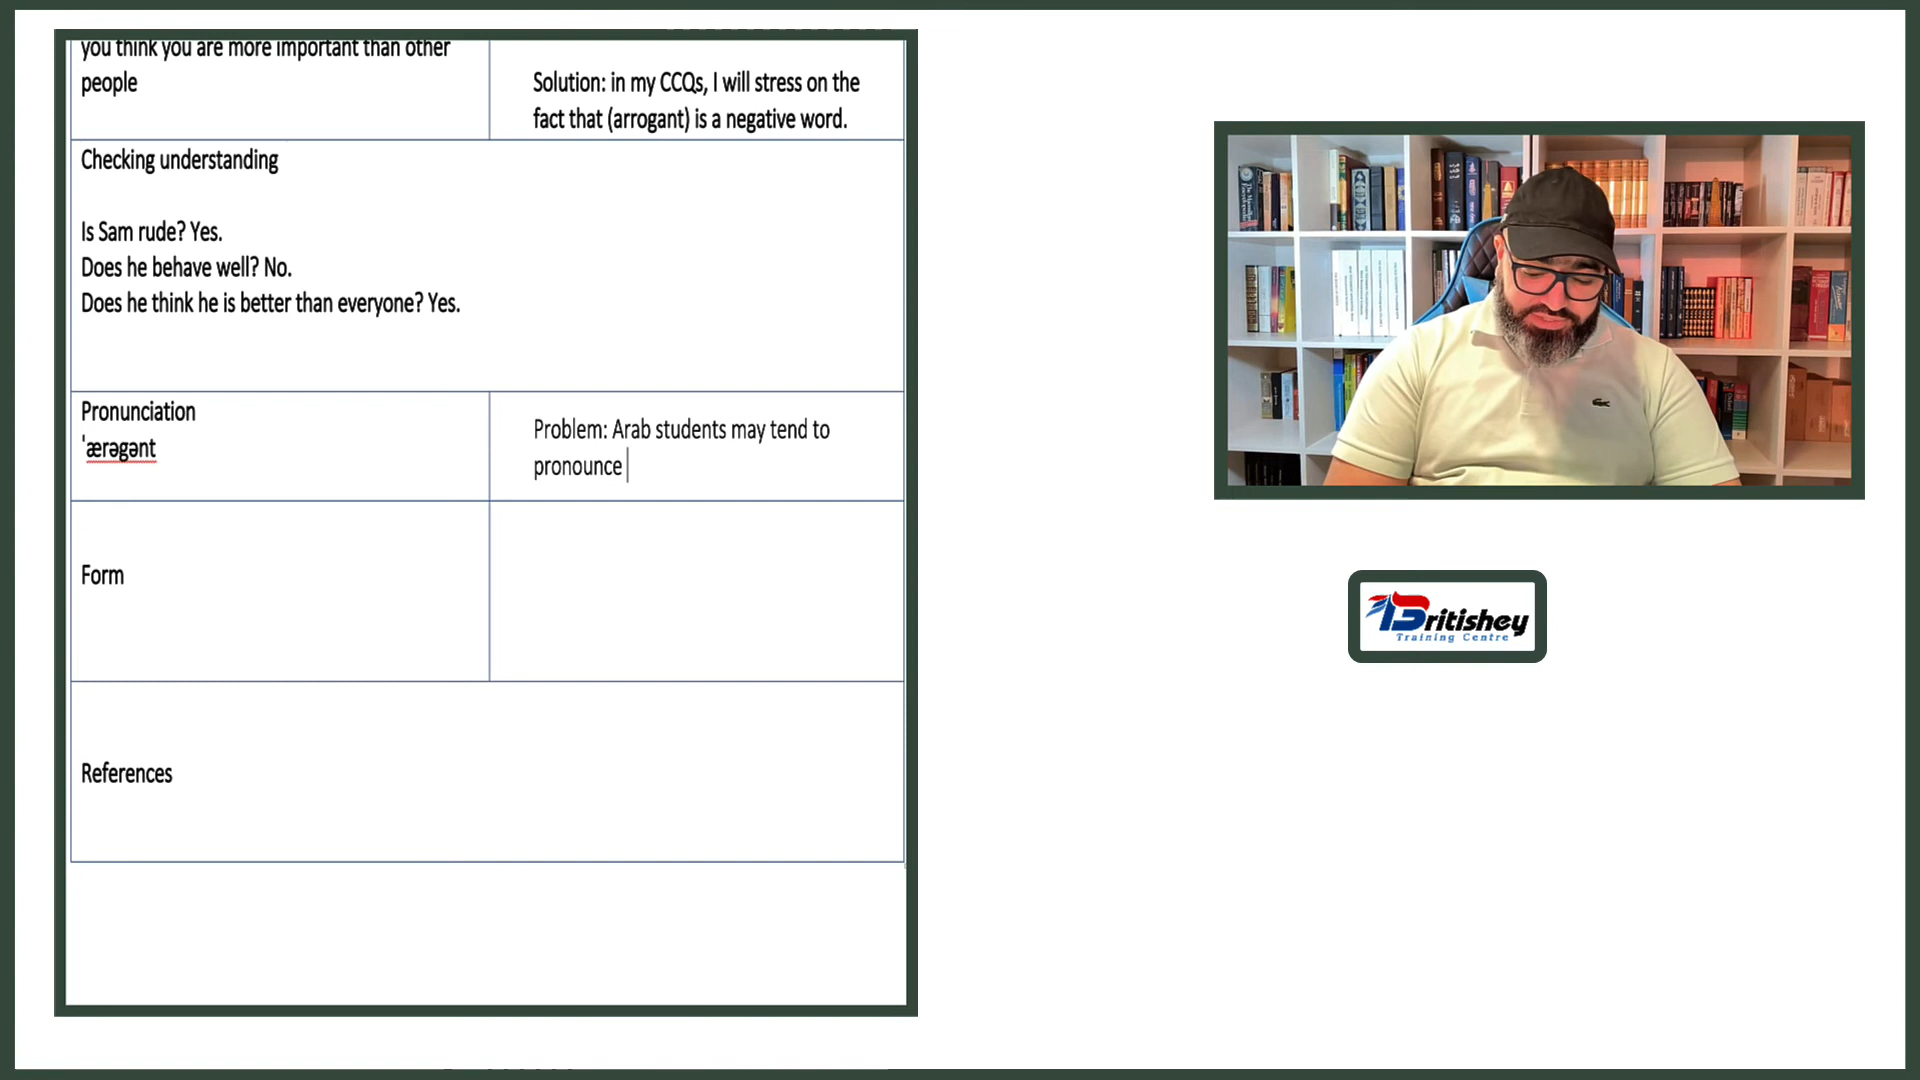 you think you are more important than other
people
Solution: in my CCQs, I will stress on the
fact that (arrogant) is a negative word.
Checking understanding
Is Sam rude? Yes.
Does he behave well? No.
Does he think he is better than everyone? Yes.
Pronunciation
ˈærəgənt
Problem: Arab students may tend to
pronounce
Form
References
Britishey
Training Centre